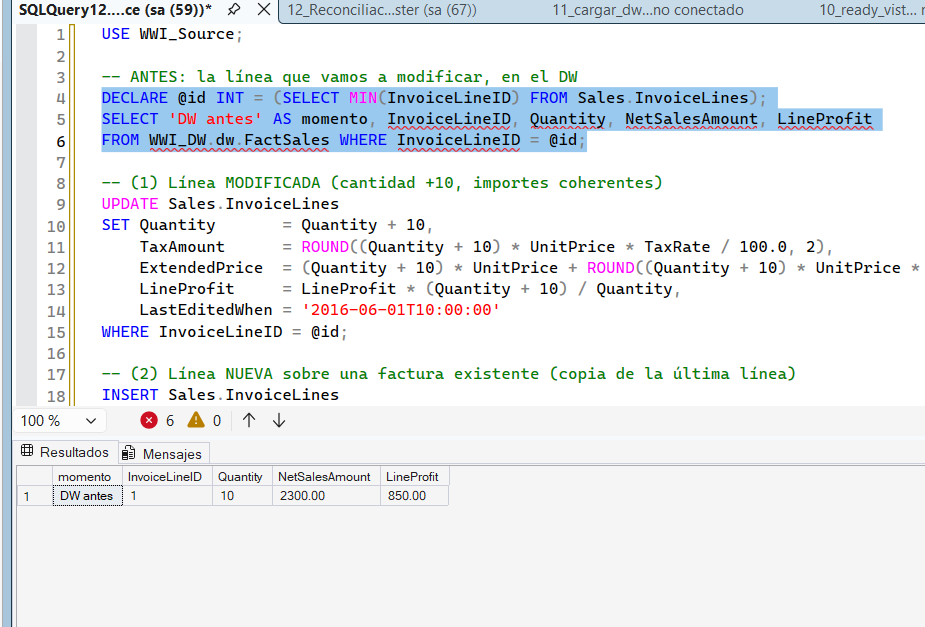 SQLQuery12....ce (sa (59))* 12_Reconciliac...ster (sa (67)) 11_cargar_dw...no conectado 10_ready_vist...
1 USE WWI_Source;
2
3 -- ANTES: la línea que vamos a modificar, en el DW
4 DECLARE @id INT = (SELECT MIN(InvoiceLineID) FROM Sales.InvoiceLines);
5 SELECT 'DW antes' AS momento, InvoiceLineID, Quantity, NetSalesAmount, LineProfit
6 FROM WWI_DW.dw.FactSales WHERE InvoiceLineID = @id;
7
8 -- (1) Línea MODIFICADA (cantidad +10, importes coherentes)
9 UPDATE Sales.InvoiceLines
10 SET Quantity = Quantity + 10,
11 TaxAmount = ROUND((Quantity + 10) * UnitPrice * TaxRate / 100.0, 2),
12 ExtendedPrice = (Quantity + 10) * UnitPrice + ROUND((Quantity + 10) * UnitPrice *
13 LineProfit = LineProfit * (Quantity + 10) / Quantity,
14 LastEditedWhen = '2016-06-01T10:00:00'
15 WHERE InvoiceLineID = @id;
16
17 -- (2) Línea NUEVA sobre una factura existente (copia de la última línea)
18 INSERT Sales.InvoiceLines
100 % 6 0
Resultados Mensajes
momento InvoiceLineID Quantity NetSalesAmount LineProfit
1 DW antes 1 10 2300.00 850.00